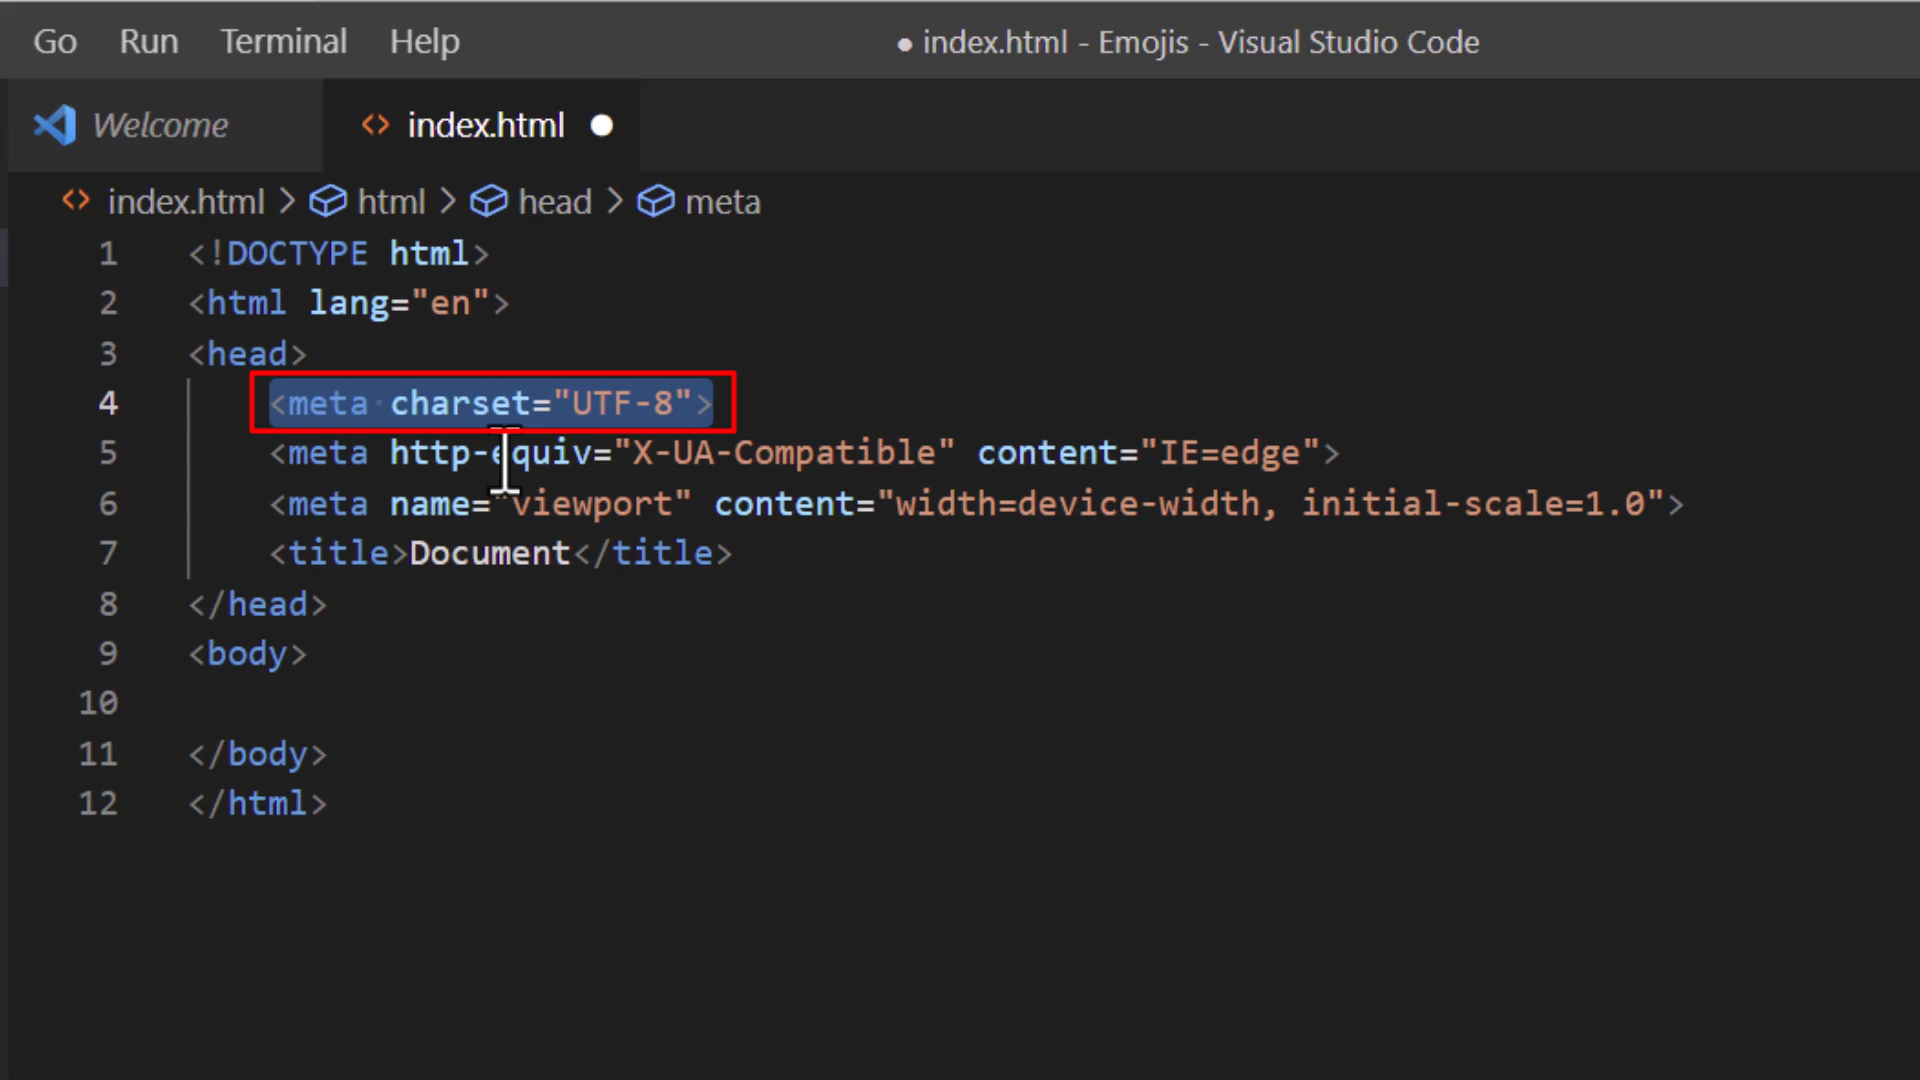 Go Run Terminal Help ● index.html - Emojis - Visual Studio Code
Welcome <> index.html ●
<> index.html > html > head > meta
1 <!DOCTYPE html>
2 <html lang="en">
3 <head>
4 <meta charset="UTF-8">
5 <meta http-equiv="X-UA-Compatible" content="IE=edge">
6 <meta name="viewport" content="width=device-width, initial-scale=1.0">
7 <title>Document</title>
8 </head>
9 <body>
10
11 </body>
12 </html>